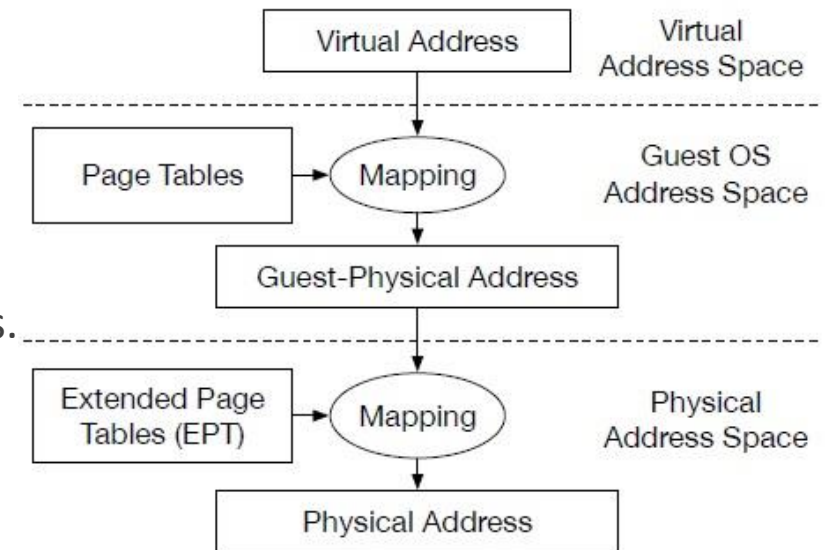 Virtual Address
Virtual
Address Space
Page Tables
Mapping
Guest OS
Address Space
Guest-Physical Address
s.
Extended Page
Tables (EPT)
Mapping
Physical
Address Space
Physical Address